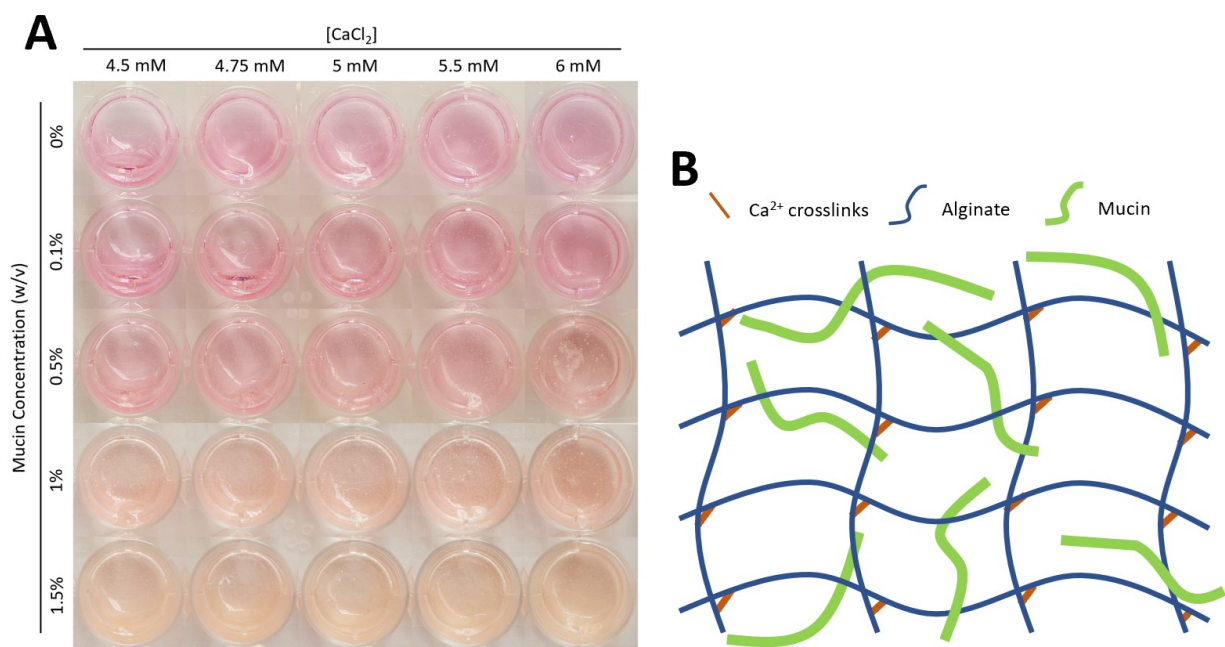 A
[CaCl₂]
4.5 mM 4.75 mM 5 mM 5.5 mM 6 mM
Mucin Concentration (w/v)
0%
0.1%
0.5%
1%
1.5%
B
Ca²⁺ crosslinks Alginate Mucin